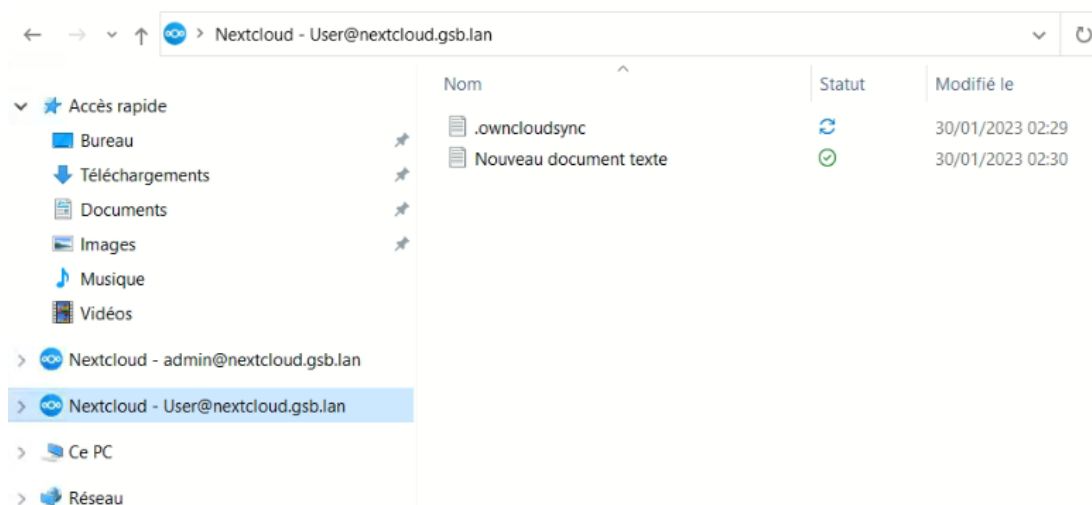 Nextcloud - User@nextcloud.gsb.lan
Accès rapide
Bureau
Téléchargements
Documents
Images
Musique
Vidéos
Nextcloud - admin@nextcloud.gsb.lan
Nextcloud - User@nextcloud.gsb.lan
Ce PC
Réseau
Nom Statut Modifié le
.owncloudsync 30/01/2023 02:29
Nouveau document texte 30/01/2023 02:30